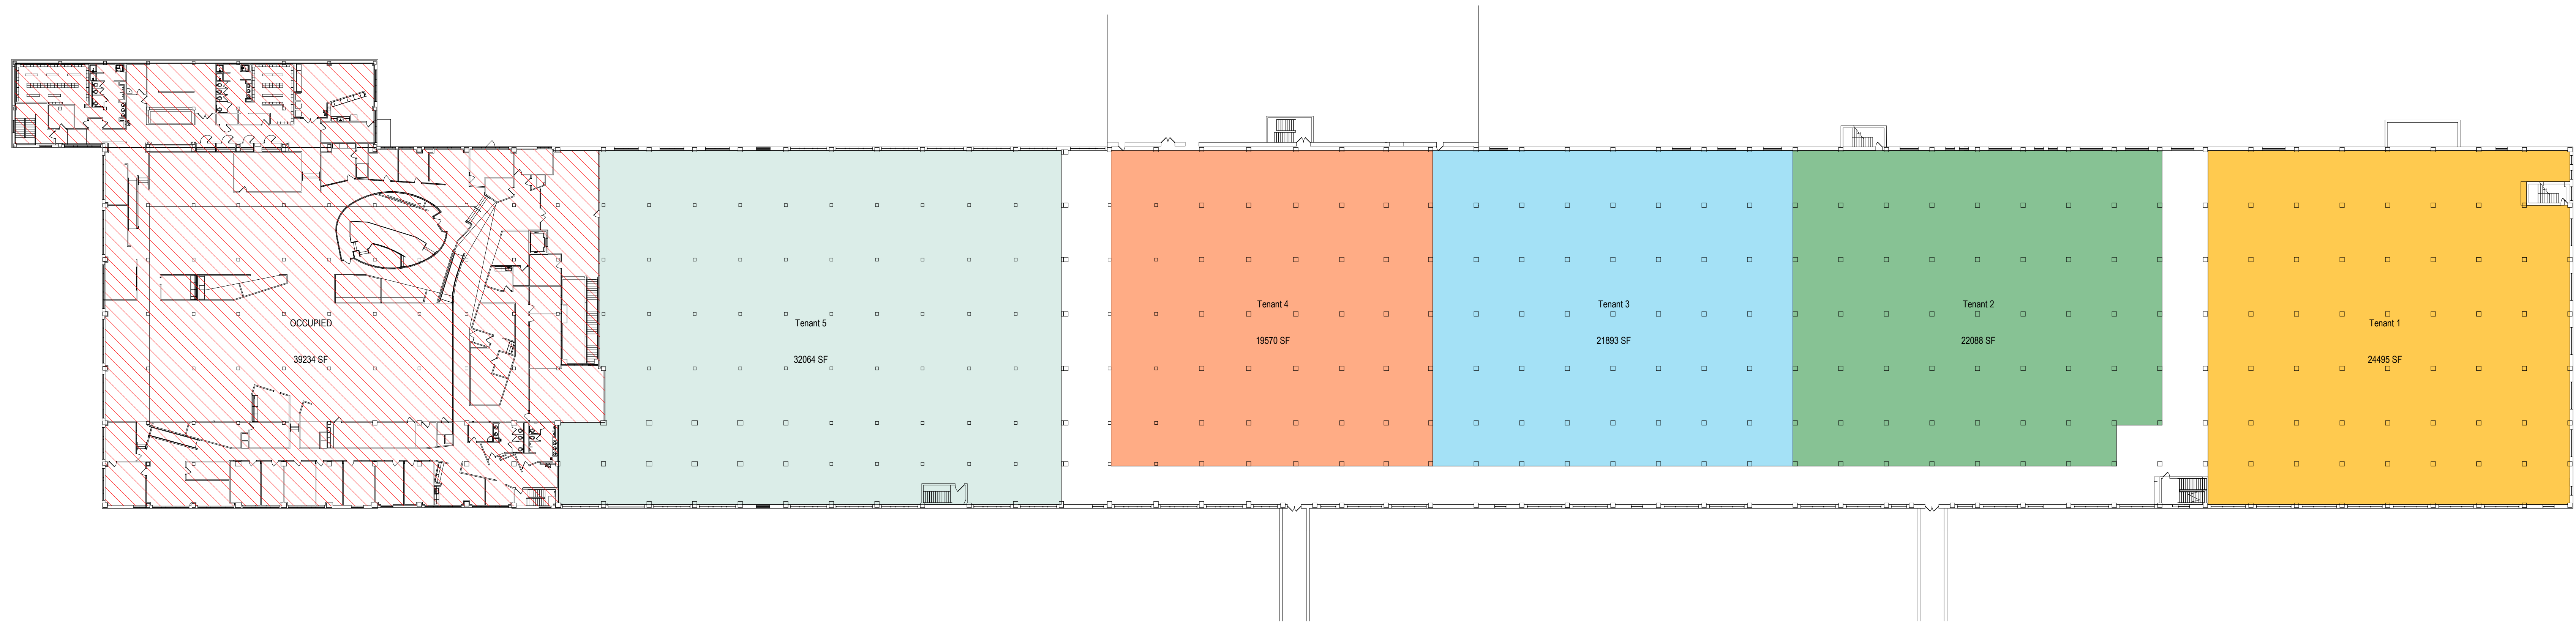 OCCUPIED
39234 SF
Tenant 5
32064 SF
Tenant 4
19570 SF
Tenant 3
21893 SF
Tenant 2
22088 SF
Tenant 1
24495 SF